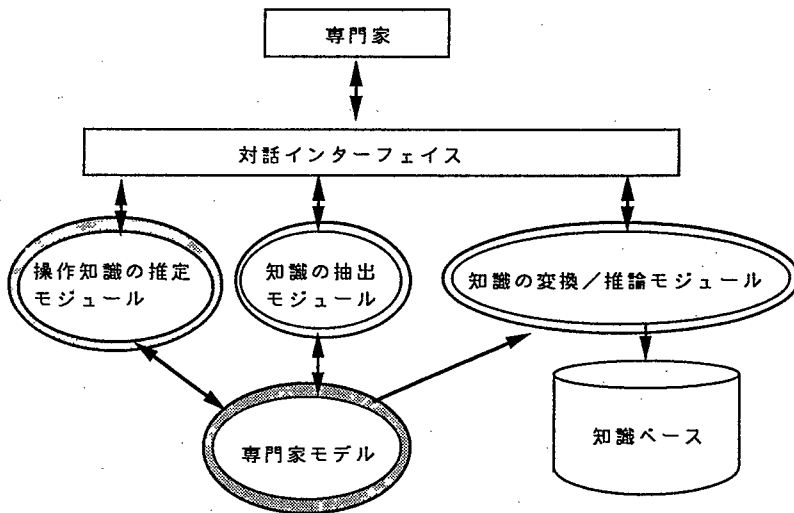 専門家
対話インターフェイス
操作知識の推定
モジュール
知識の抽出
モジュール
知識の変換／推論モジュール
専門家モデル
知識ベース